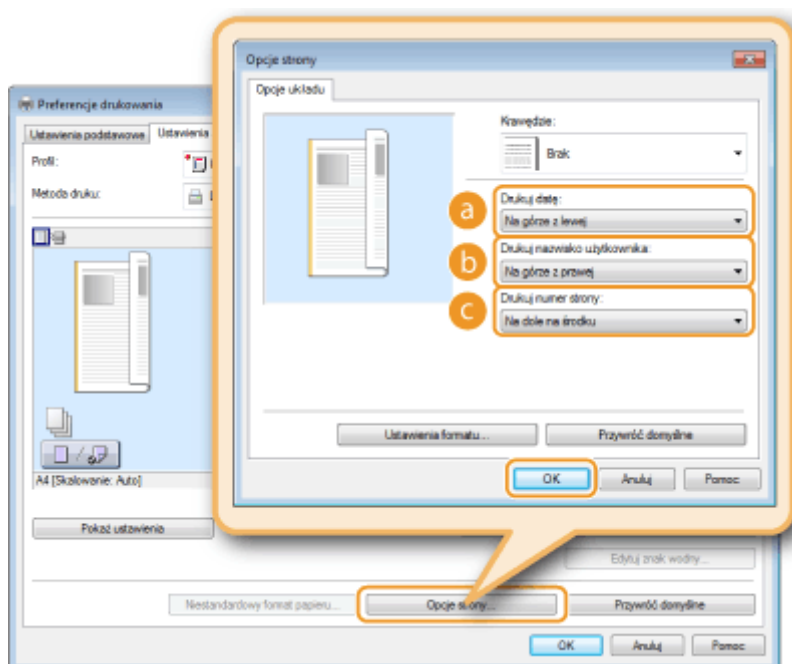 Opcje strony
Opcje układu
Krawędzie:
Brak
a
Drukuj datę:
Na górze z lewej
b
Drukuj nazwisko użytkownika:
Na górze z prawej
c
Drukuj numer strony:
Na dole na środku
Ustawienia formatu...
Przywróć domyślne
OK
Anuluj
Pomoc
Preferencje drukowania
Ustawienia podstawowe
Ustawienia
Profil:
Metoda druku:
A4 [Skalowanie: Auto]
Pokaż ustawienia
Edytuj znak wodny...
Niestandardowy format papieru...
Opcje strony...
Przywróć domyślne
OK
Anuluj
Pomoc